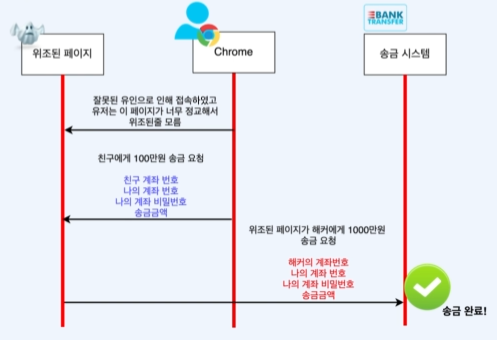 BANK
TRANSFER
위조된 페이지
Chrome
송금 시스템
잘못된 유인으로 인해 접속하였고
유저는 이 페이지가 너무 정교해서
위조된줄 모름
친구에게 100만원 송금 요청
친구 계좌 번호
나의 계좌 번호
나의 계좌 비밀번호
송금금액
위조된 페이지가 해커에게 1000만원
송금 요청
해커의 계좌번호
나의 계좌 번호
나의 계좌 비밀번호
송금금액
송금 완료!